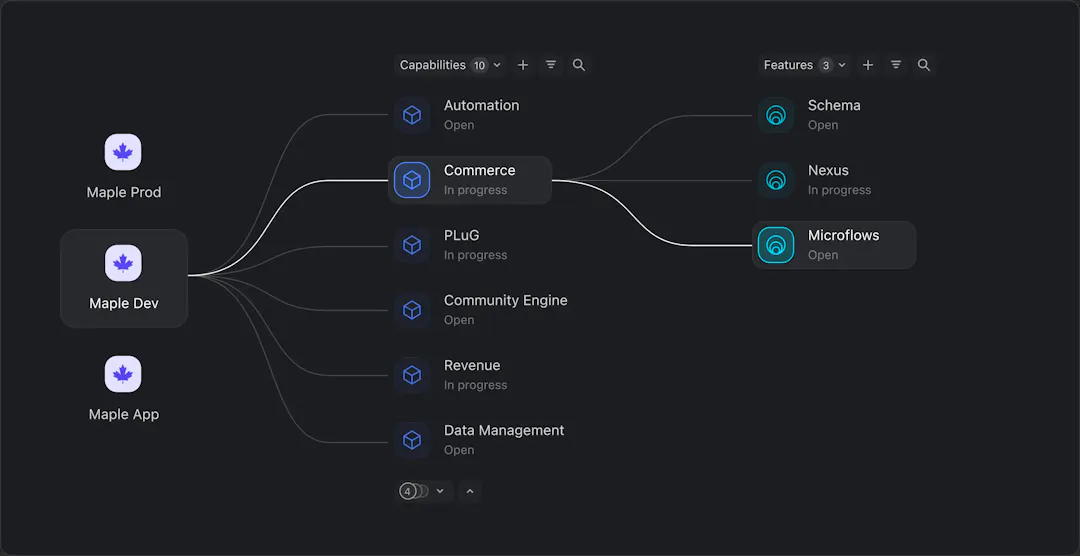 Capabilities 10
Features 3
Maple Prod
Maple Dev
Maple App
Automation
Open
Commerce
In progress
PLuG
In progress
Community Engine
Open
Revenue
In progress
Data Management
Open
4
Schema
Open
Nexus
In progress
Microflows
Open